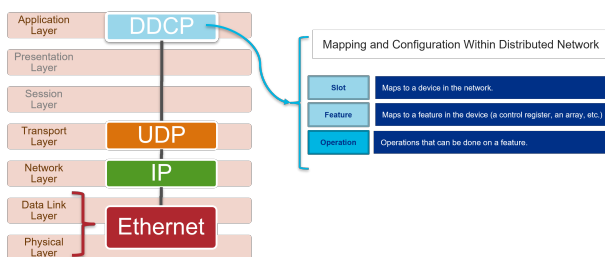 Application
Layer
DDCP
Presentation
Layer
Session
Layer
Transport
Layer
UDP
Network
Layer
IP
Data Link
Layer
Ethernet
Physical
Layer
Mapping and Configuration Within Distributed Network
Slot
Maps to a device in the network.
Feature
Maps to a feature in the device (a control register, an array, etc.)
Operation
Operations that can be done on a feature.